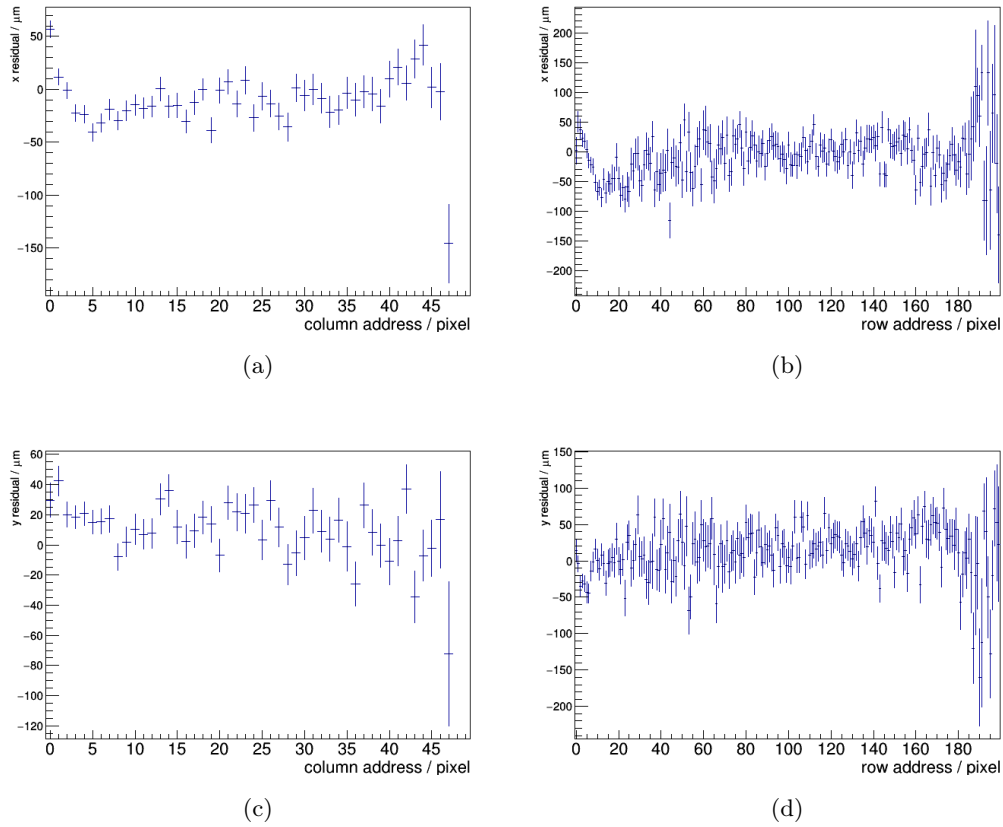 x residual / μm
50
0
−50
−100
−150
0 5 10 15 20 25 30 35 40 45
column address / pixel
(a)
x residual / μm
200
150
100
50
0
−50
−100
−150
−200
0 20 40 60 80 100 120 140 160 180
row address / pixel
(b)
y residual / μm
60
40
20
0
−20
−40
−60
−80
−100
−120
0 5 10 15 20 25 30 35 40 45
column address / pixel
(c)
y residual / μm
150
100
50
0
−50
−100
−150
−200
0 20 40 60 80 100 120 140 160 180
row address / pixel
(d)